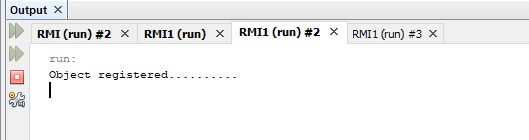 Output ×
RMI (run) #2 × RMI1 (run) × RMI1 (run) #2 × RMI1 (run) #3 ×
run:
Object registered..........